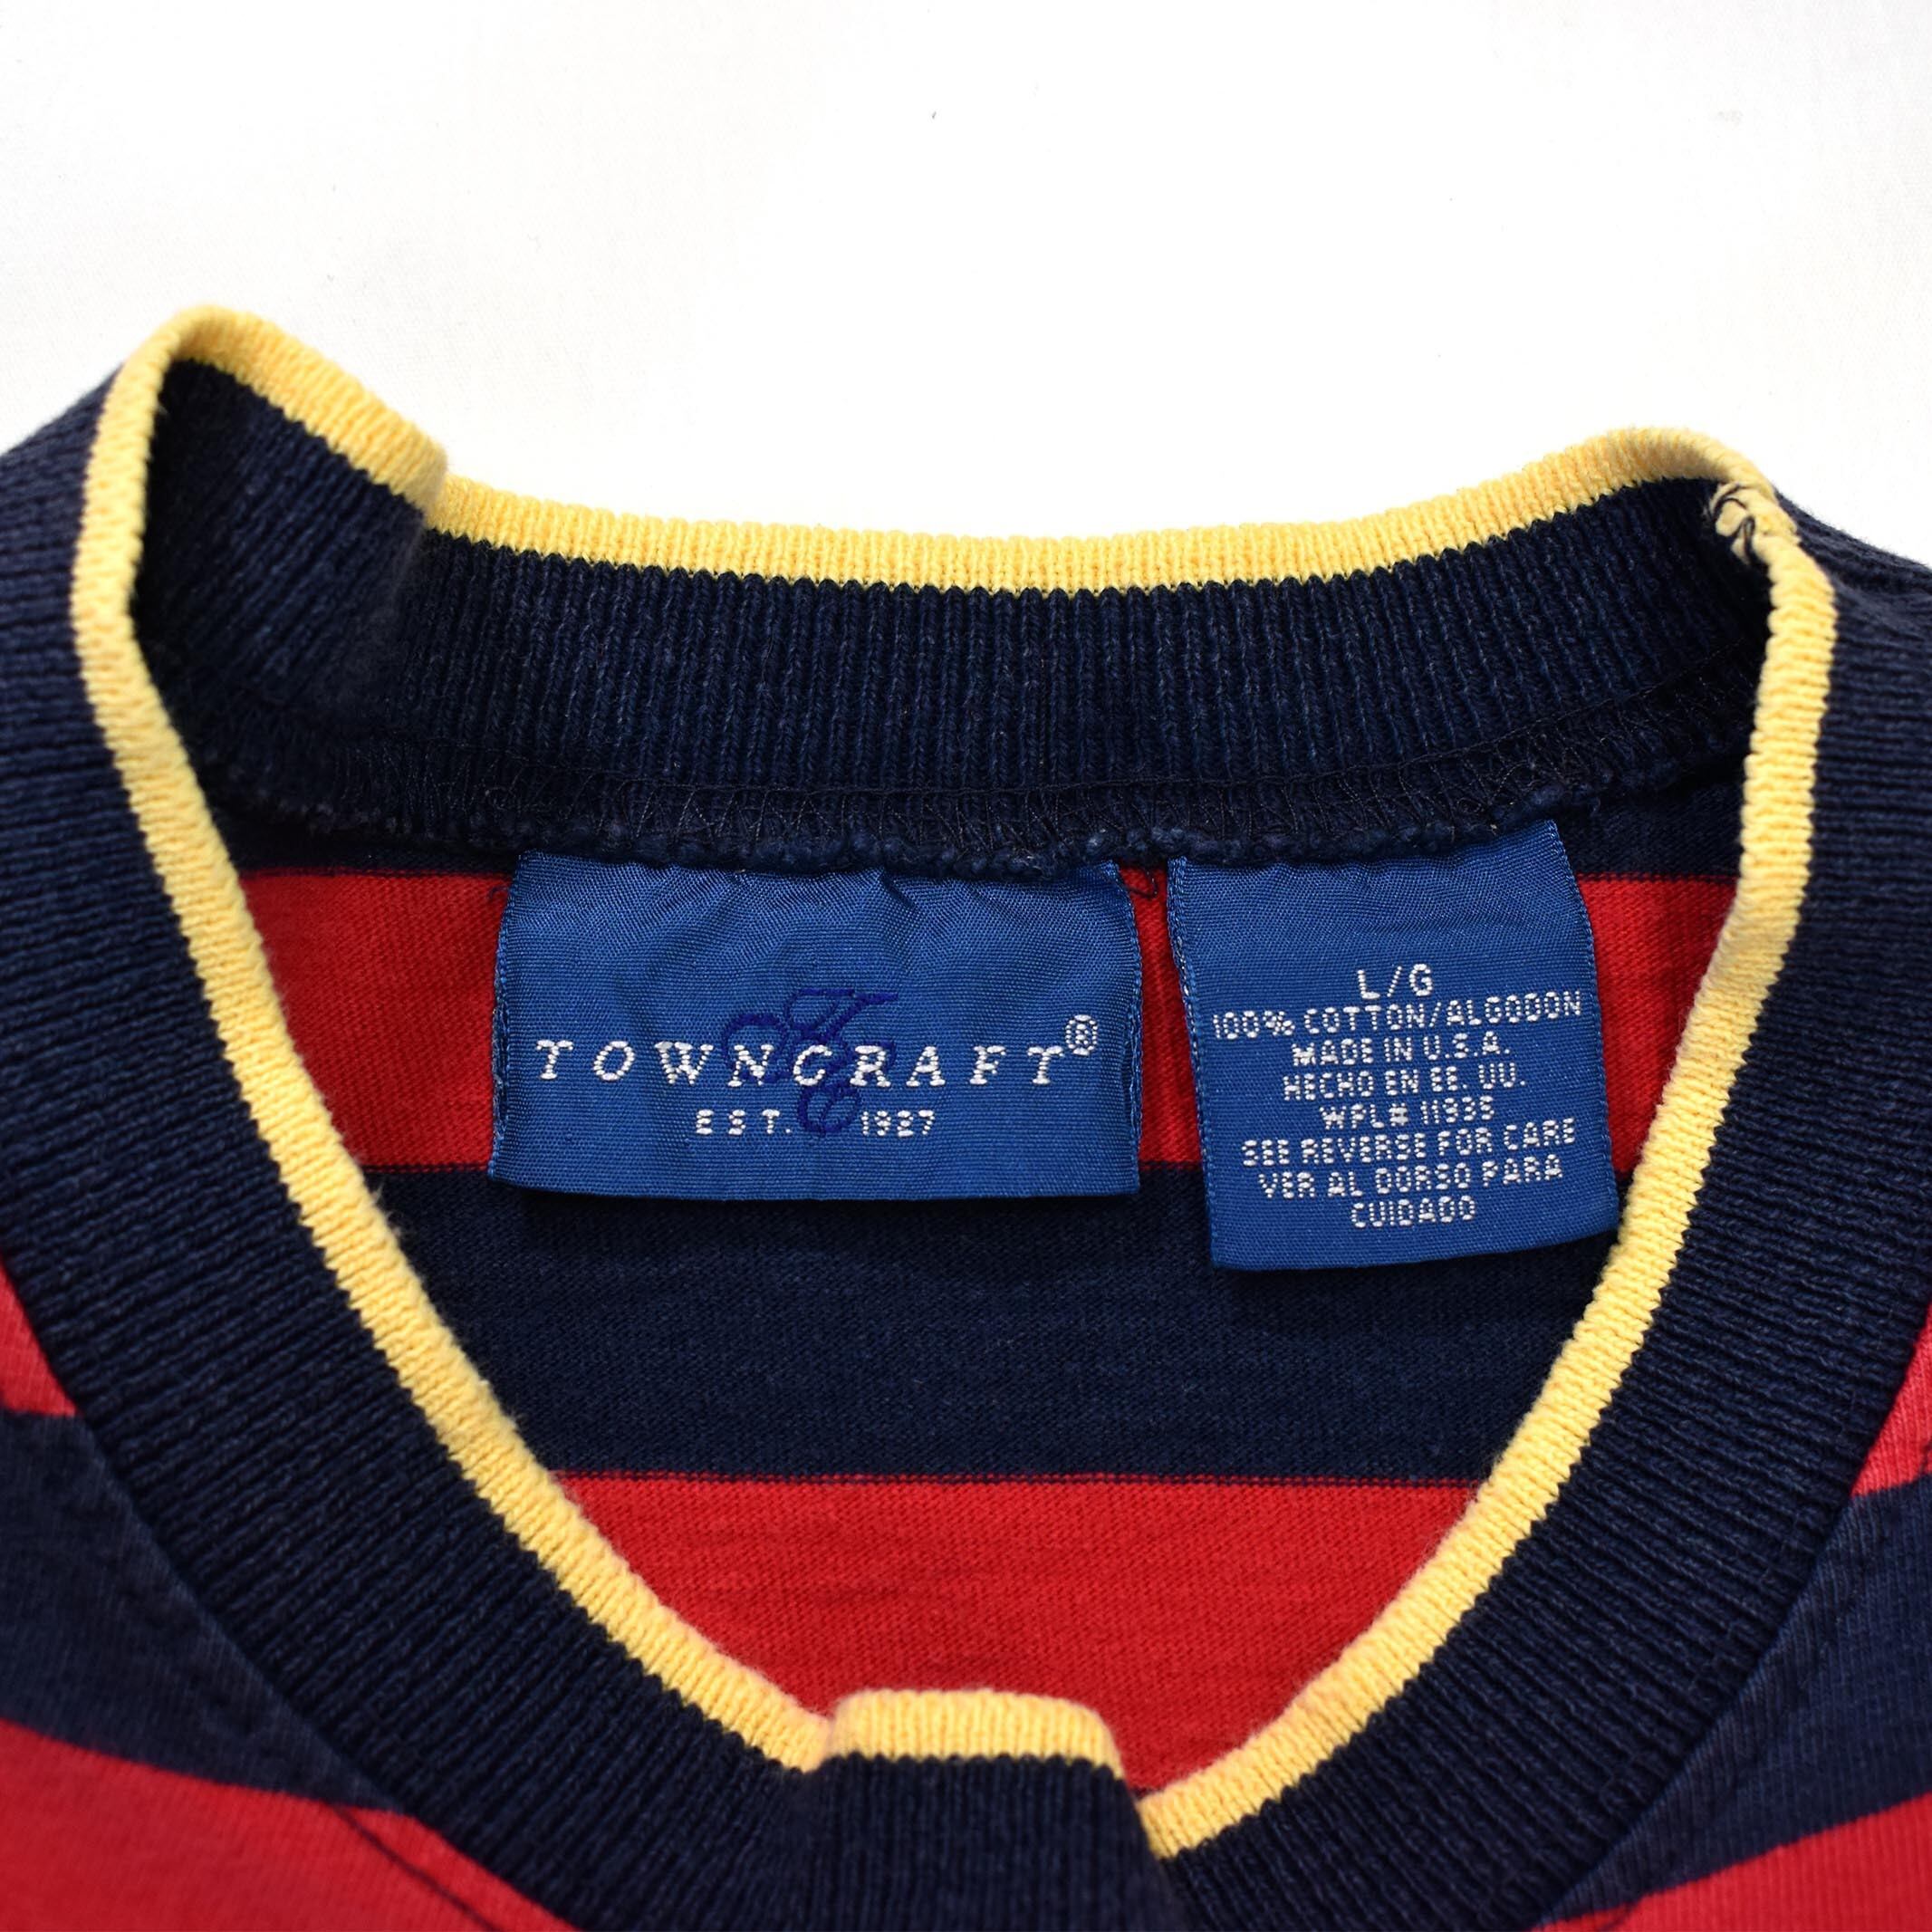 TOWNCRAFT®
EST. 1927
L/G
100% COTTON/ALGODON
MADE IN U.S.A.
HECHO EN EE. UU.
WPL# 11935
SEE REVERSE FOR CARE
VER AL DORSO PARA
CUIDADO